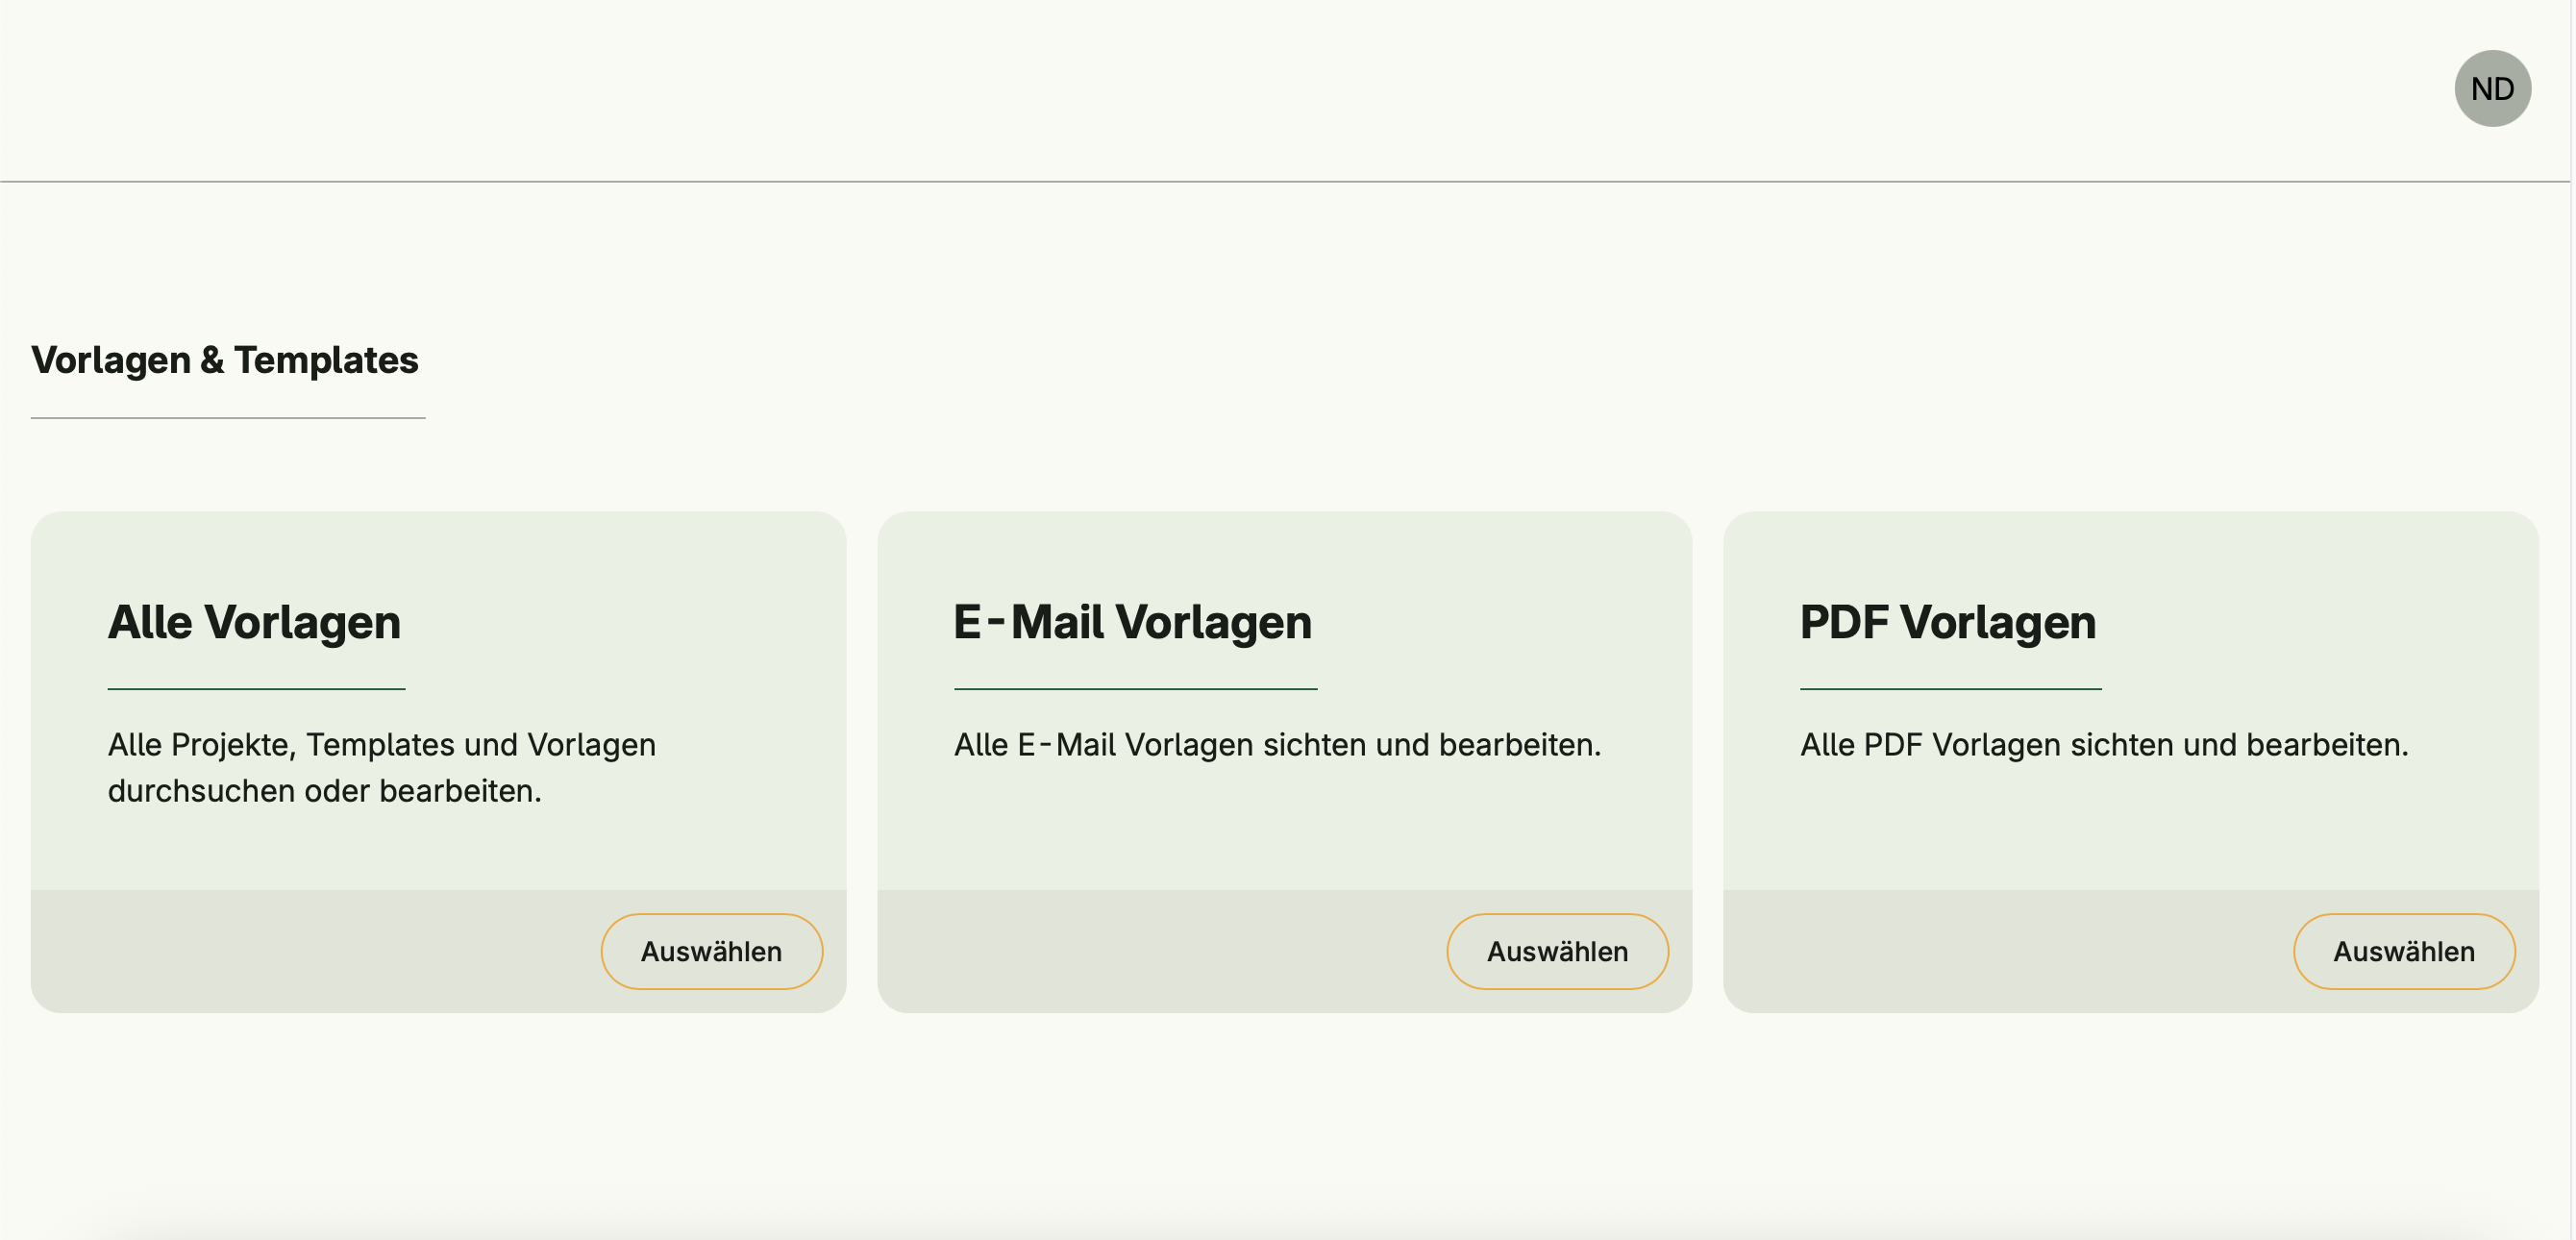 ND
Vorlagen & Templates
Alle Vorlagen
Alle Projekte, Templates und Vorlagen
durchsuchen oder bearbeiten.
Auswählen
E-Mail Vorlagen
Alle E-Mail Vorlagen sichten und bearbeiten.
Auswählen
PDF Vorlagen
Alle PDF Vorlagen sichten und bearbeiten.
Auswählen